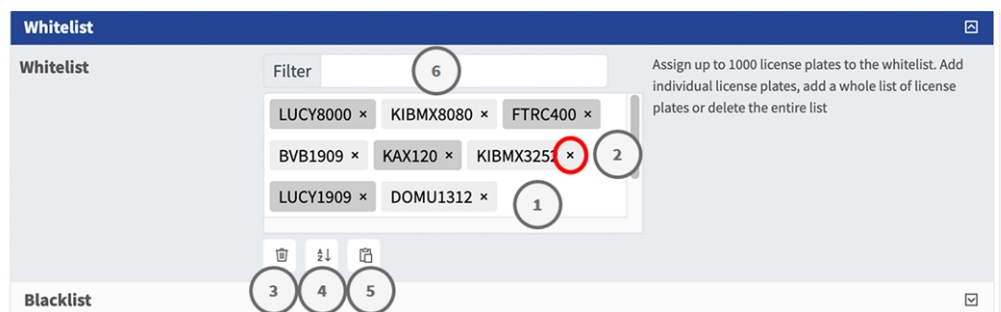 Whitelist
Whitelist
Filter
6
Assign up to 1000 license plates to the whitelist. Add
individual license plates, add a whole list of license
plates or delete the entire list
LUCY8000 × KIBMX8080 × FTRC400 ×
BVB1909 × KAX120 × KIBMX3252 × 2
LUCY1909 × DOMU1312 × 1
3 4 5
Blacklist